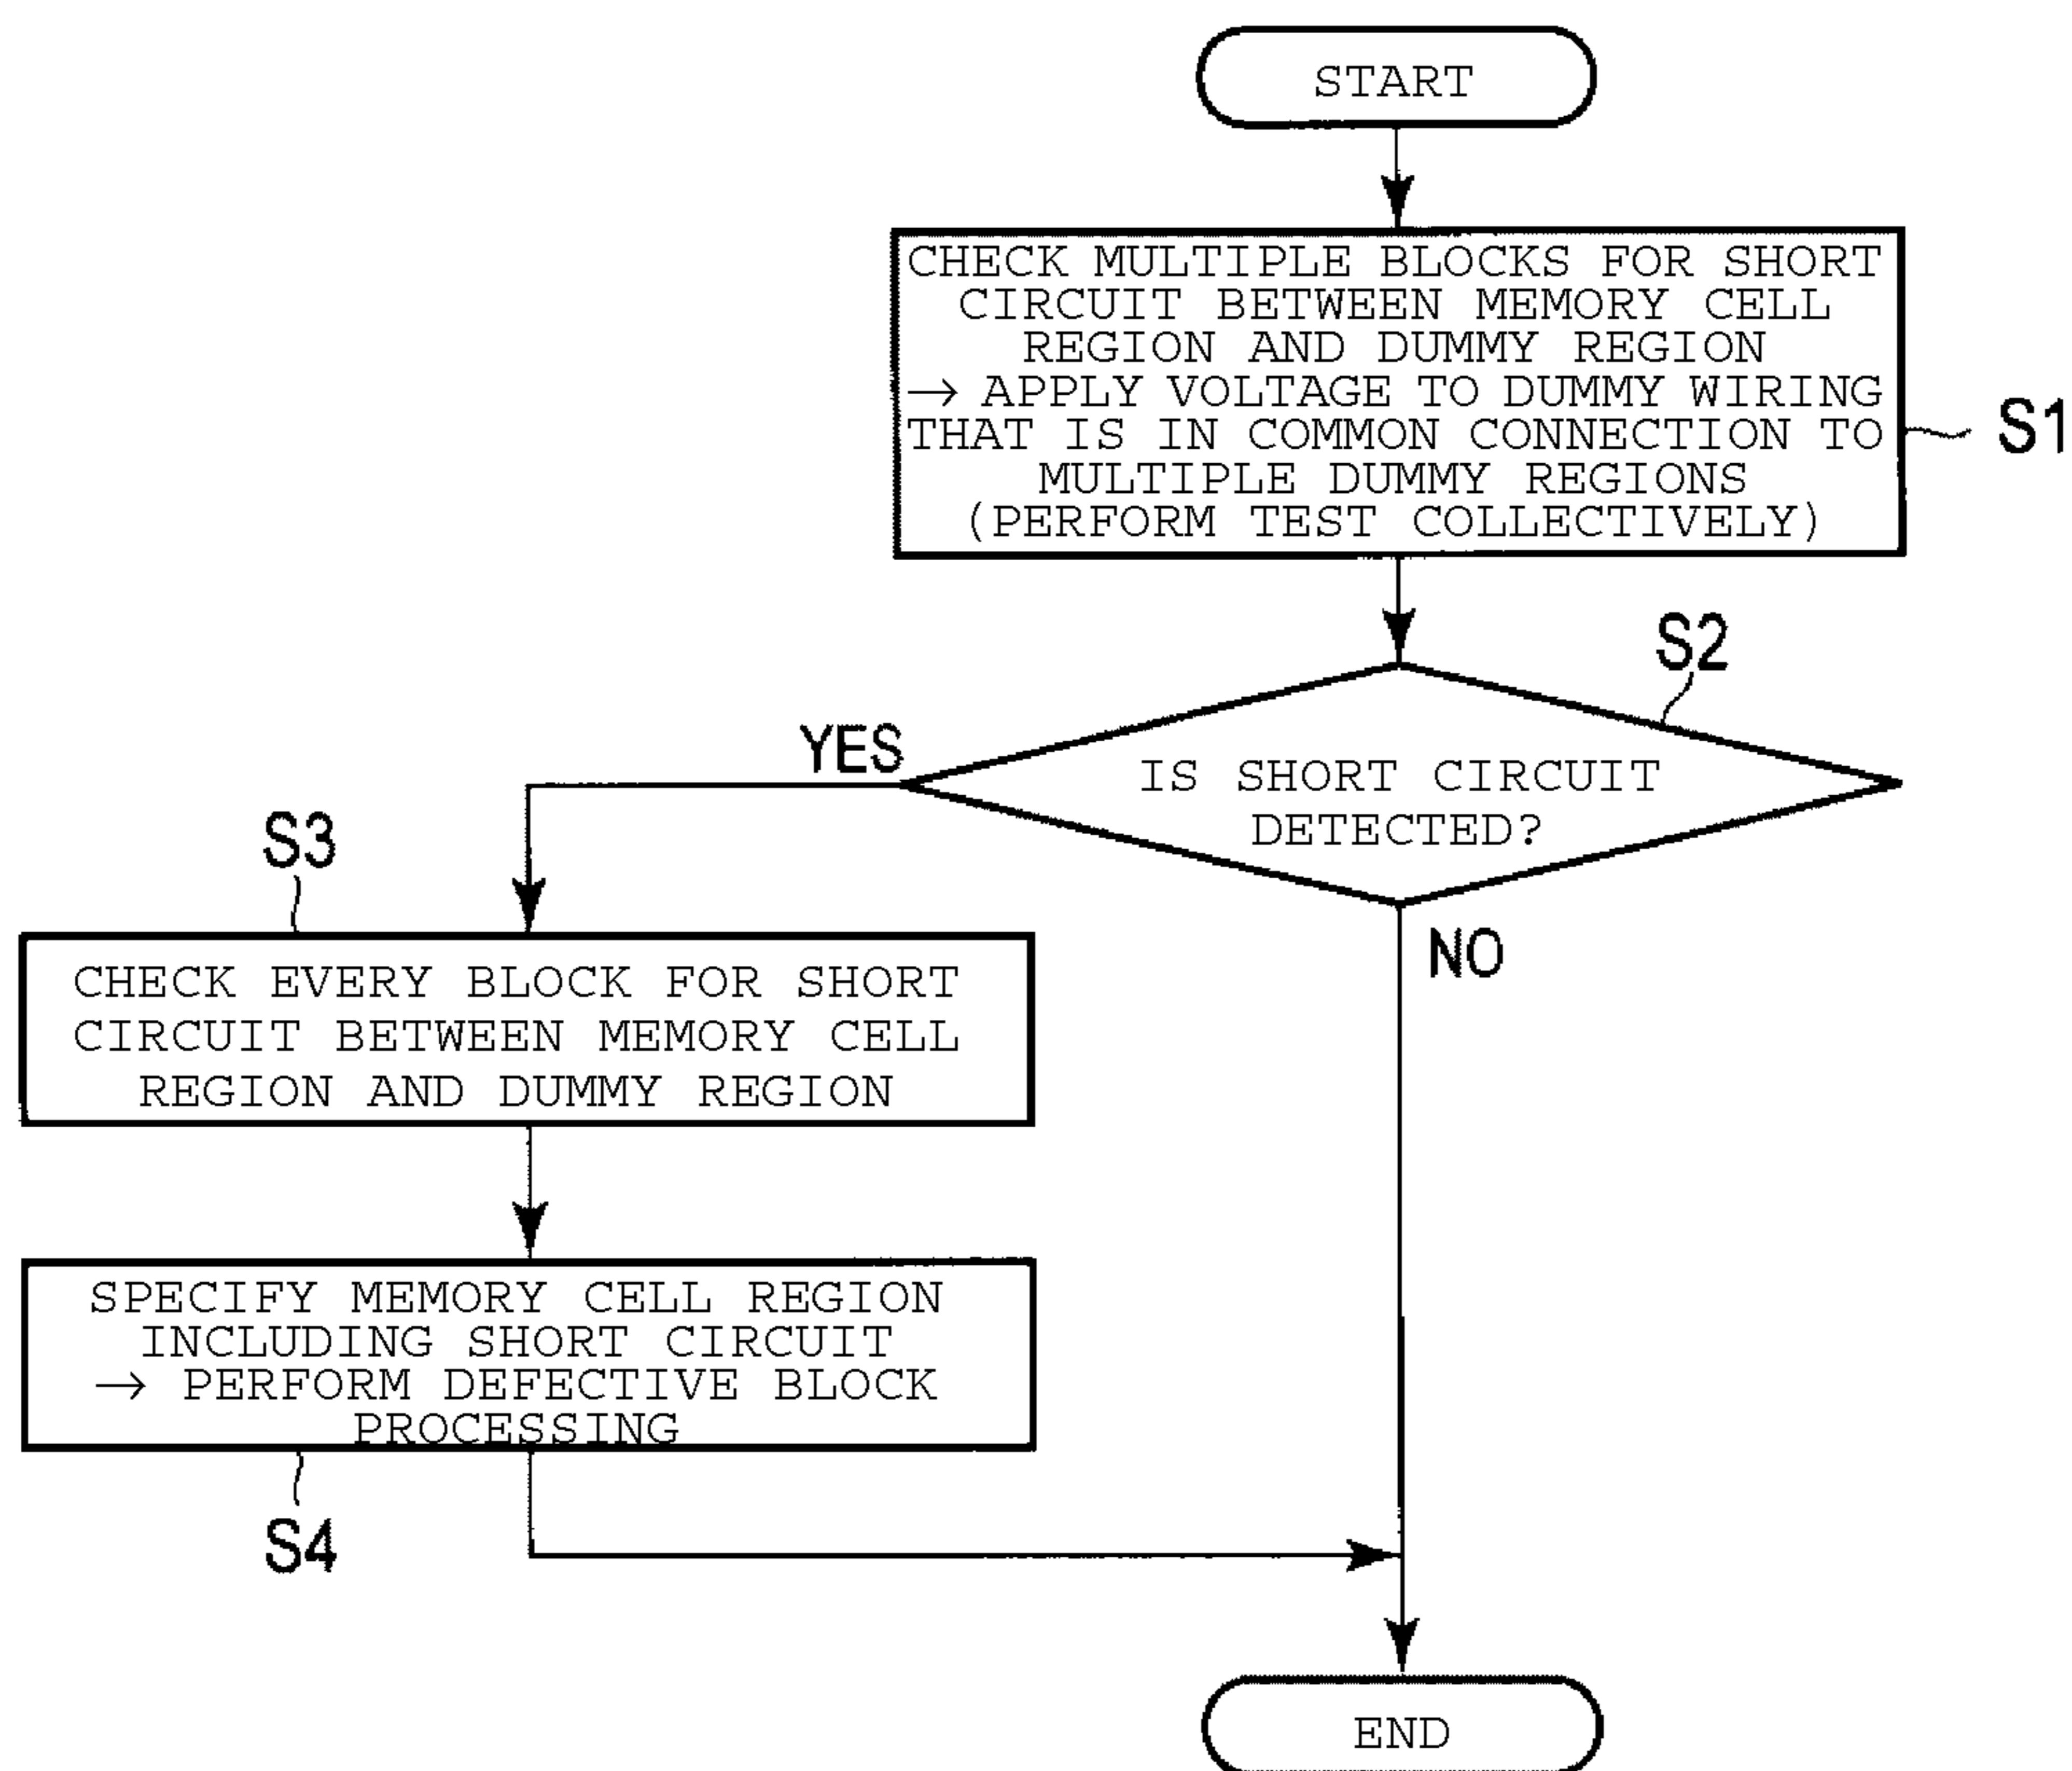 START
CHECK MULTIPLE BLOCKS FOR SHORT
CIRCUIT BETWEEN MEMORY CELL
REGION AND DUMMY REGION
→ APPLY VOLTAGE TO DUMMY WIRING
THAT IS IN COMMON CONNECTION TO
MULTIPLE DUMMY REGIONS
(PERFORM TEST COLLECTIVELY)
S1
S2
IS SHORT CIRCUIT
DETECTED?
YES
NO
S3
CHECK EVERY BLOCK FOR SHORT
CIRCUIT BETWEEN MEMORY CELL
REGION AND DUMMY REGION
SPECIFY MEMORY CELL REGION
INCLUDING SHORT CIRCUIT
→ PERFORM DEFECTIVE BLOCK
PROCESSING
S4
END